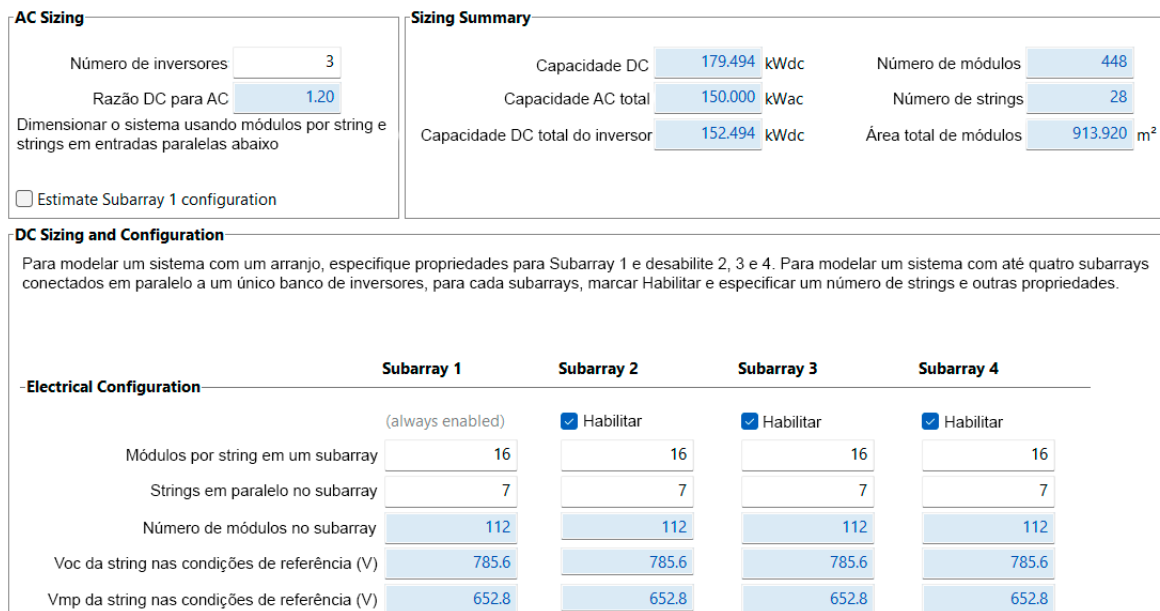 AC Sizing
Número de inversores 3
Razão DC para AC 1.20
Dimensionar o sistema usando módulos por string e
strings em entradas paralelas abaixo
Estimate Subarray 1 configuration
Sizing Summary
Capacidade DC 179.494 kWdc Número de módulos 448
Capacidade AC total 150.000 kWac Número de strings 28
Capacidade DC total do inversor 152.494 kWdc Área total de módulos 913.920 m²
DC Sizing and Configuration
Para modelar um sistema com um arranjo, especifique propriedades para Subarray 1 e desabilite 2, 3 e 4. Para modelar um sistema com até quatro subarrays
conectados em paralelo a um único banco de inversores, para cada subarrays, marcar Habilitar e especificar um número de strings e outras propriedades.
Subarray 1 Subarray 2 Subarray 3 Subarray 4
Electrical Configuration
(always enabled) Habilitar Habilitar Habilitar
Módulos por string em um subarray 16 16 16 16
Strings em paralelo no subarray 7 7 7 7
Número de módulos no subarray 112 112 112 112
Voc da string nas condições de referência (V) 785.6 785.6 785.6 785.6
Vmp da string nas condições de referência (V) 652.8 652.8 652.8 652.8